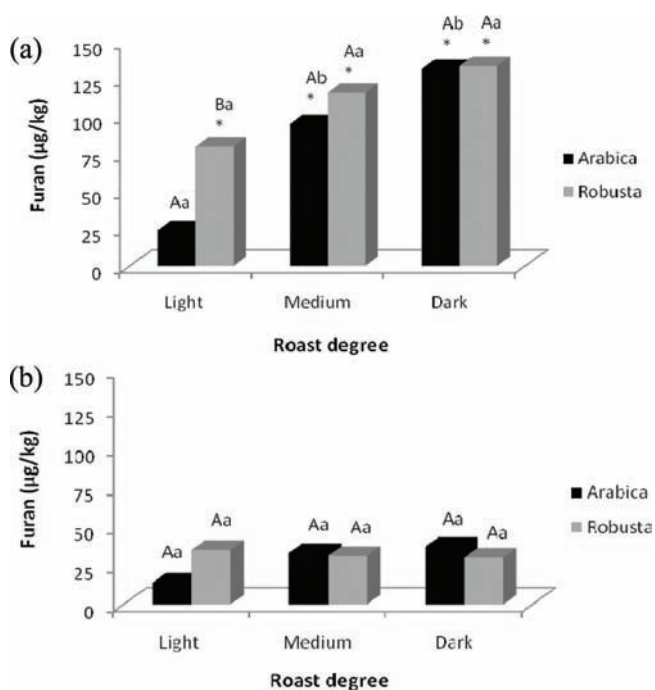 (a)
Furan (µg/kg)
150
125
100
75
50
25
0
Aa
Ba
*
Ab
*
Aa
*
Ab
*
Aa
*
Arabica
Robusta
Light Medium Dark
Roast degree
(b)
Furan (µg/kg)
150
125
100
75
50
25
0
Aa
Aa
Aa
Aa
Aa
Aa
Arabica
Robusta
Light Medium Dark
Roast degree